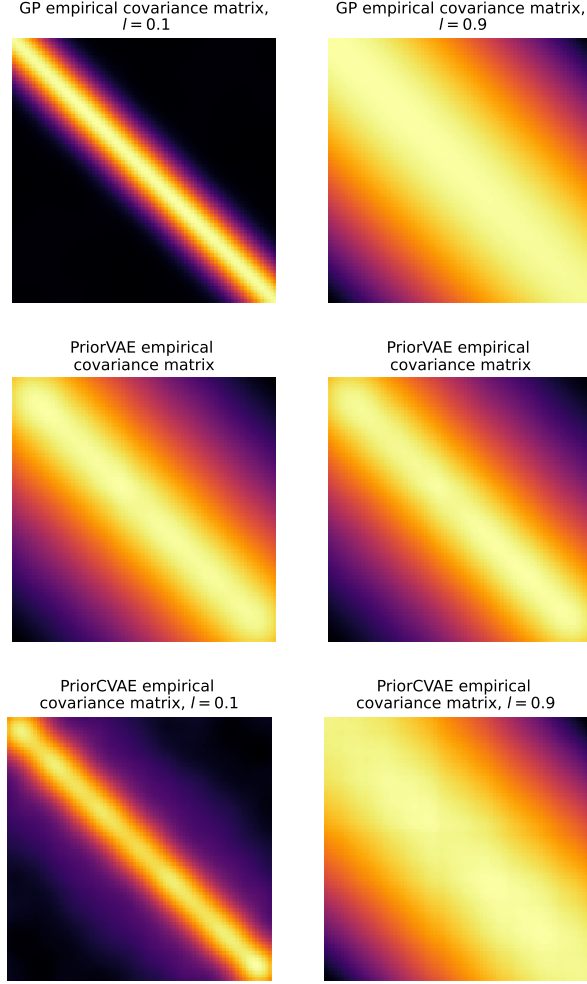 GP empirical covariance matrix,
l = 0.1
GP empirical covariance matrix,
l = 0.9
PriorVAE empirical
covariance matrix
PriorVAE empirical
covariance matrix
PriorCVAE empirical
covariance matrix, l = 0.1
PriorCVAE empirical
covariance matrix, l = 0.9